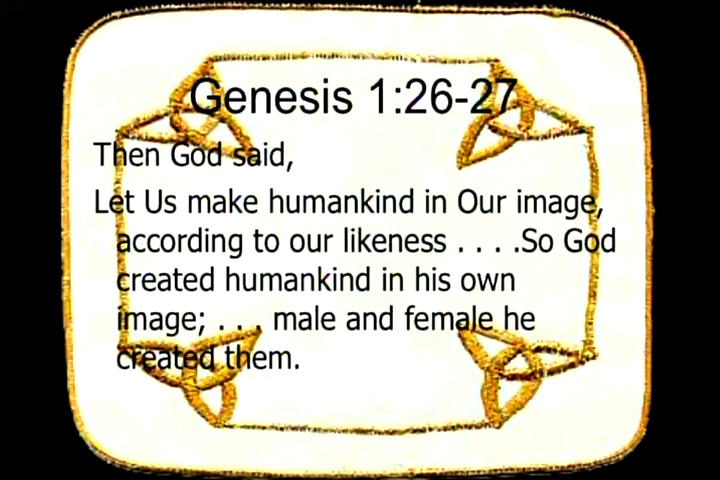 Genesis 1:26-27
Then God said,
Let Us make humankind in Our image,
according to our likeness . . . .So God
created humankind in his own
image; . . . male and female he
created them.